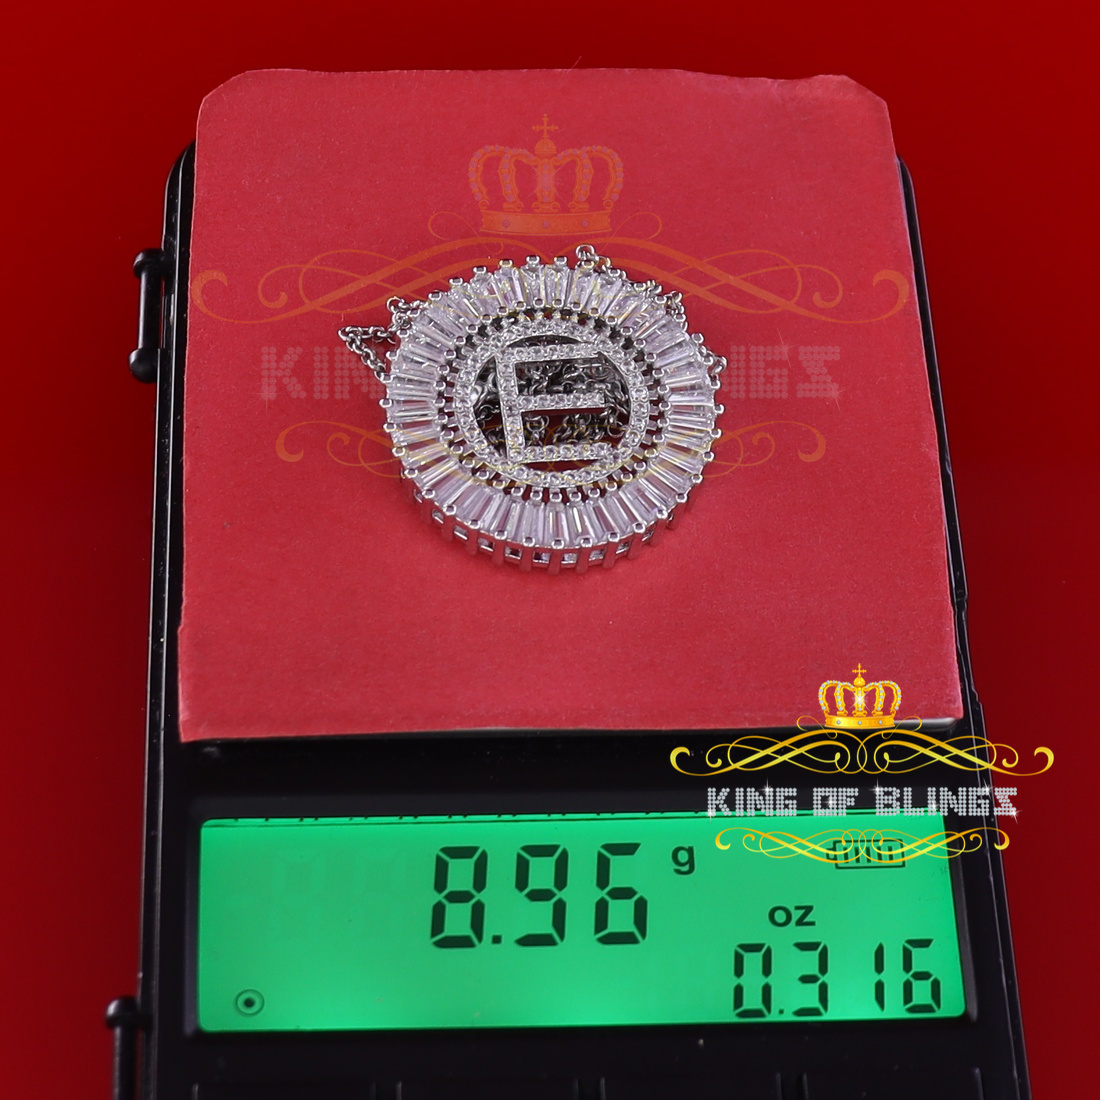 KING OF BLINGS
E
KING OF BLINGS
8.96 g
oz
0.316